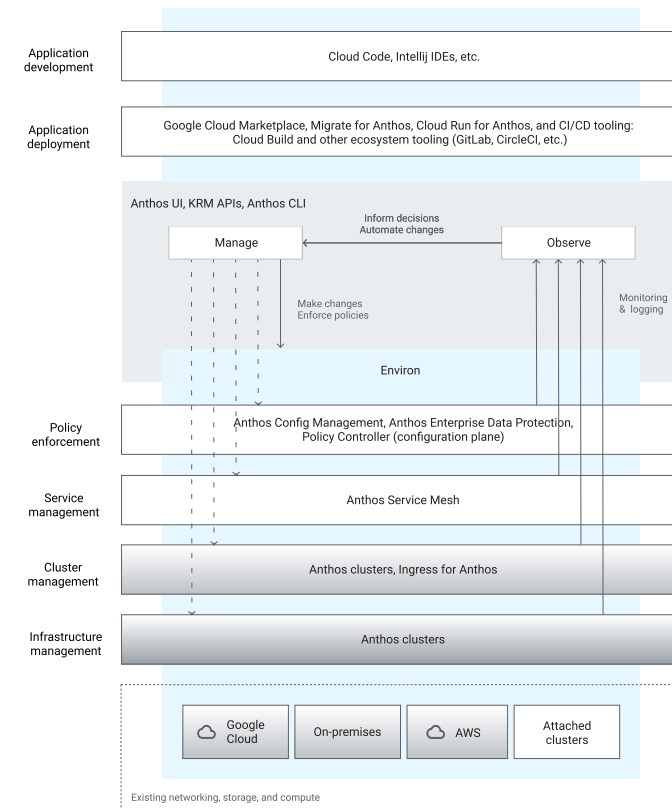 Application
development
Cloud Code, Intellij IDEs, etc.
Application
deployment
Google Cloud Marketplace, Migrate for Anthos, Cloud Run for Anthos, and CI/CD tooling:
Cloud Build and other ecosystem tooling (GitLab, CircleCI, etc.)
Anthos UI, KRM APIs, Anthos CLI
Inform decisions
Automate changes
Manage
Observe
Make changes
Enforce policies
Monitoring
& logging
Environ
Policy
enforcement
Anthos Config Management, Anthos Enterprise Data Protection,
Policy Controller (configuration plane)
Service
management
Anthos Service Mesh
Cluster
management
Anthos clusters, Ingress for Anthos
Infrastructure
management
Anthos clusters
Google
Cloud
On-premises
AWS
Attached
clusters
Existing networking, storage, and compute